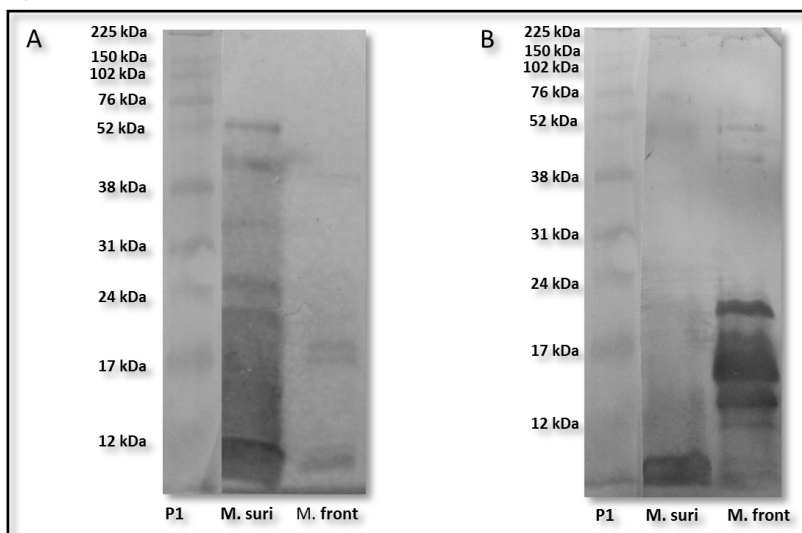 A
225 kDa
150 kDa
102 kDa
76 kDa
52 kDa
38 kDa
31 kDa
24 kDa
17 kDa
12 kDa
P1 M. suri M. front
B
225 kDa
150 kDa
102 kDa
76 kDa
52 kDa
38 kDa
31 kDa
24 kDa
17 kDa
12 kDa
P1 M. suri M. front